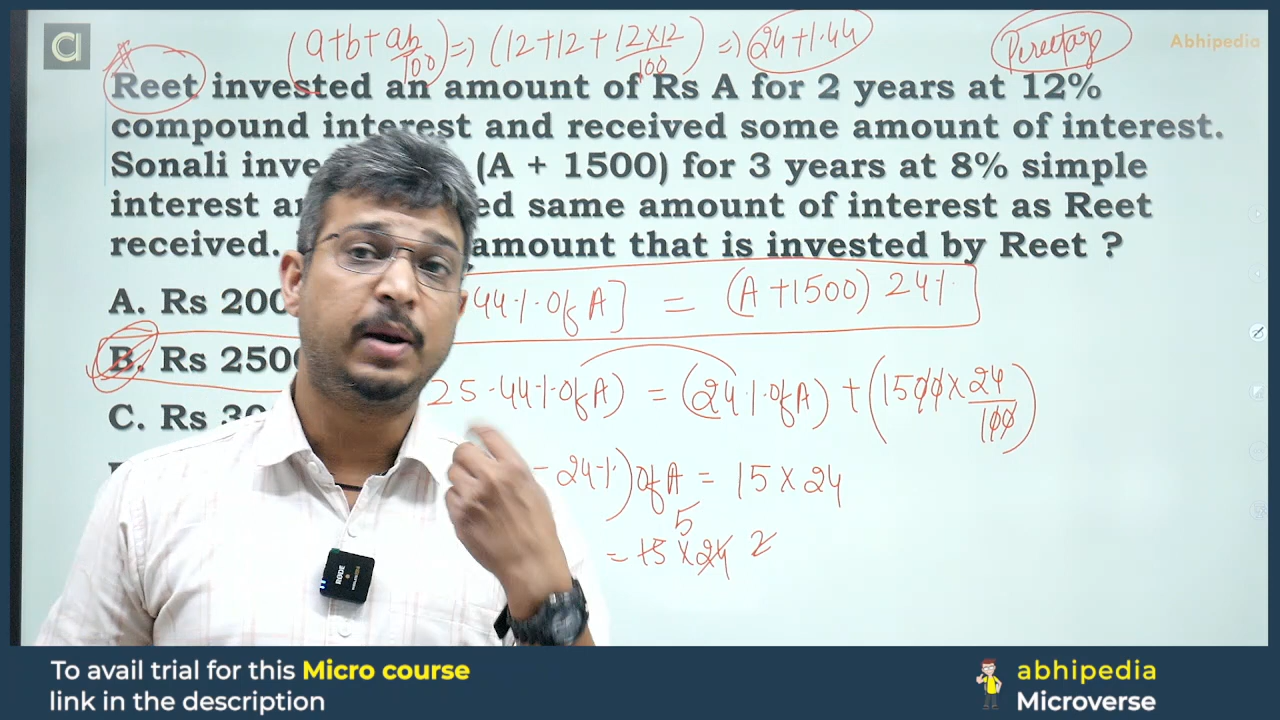 (a+b+ab/100) => (12+12+12×12/100) => 24+1.44
Abhipedia
Reet invested an amount of Rs A for 2 years at 12%
compound interest and received some amount of interest.
Sonali inve (A + 1500) for 3 years at 8% simple
interest ed same amount of interest as Reet
received. amount that is invested by Reet ?
A. Rs 200
44%.Of A] = (A+1500) 24%.
B. Rs 250
25.44%.Of A) = (24%.Of A) + (1500×24/100)
C. Rs 30
- 24%) Of A = 15×24
5
= 15×24 2
RODE
To avail trial for this Micro course
link in the description
abhipedia
Microverse